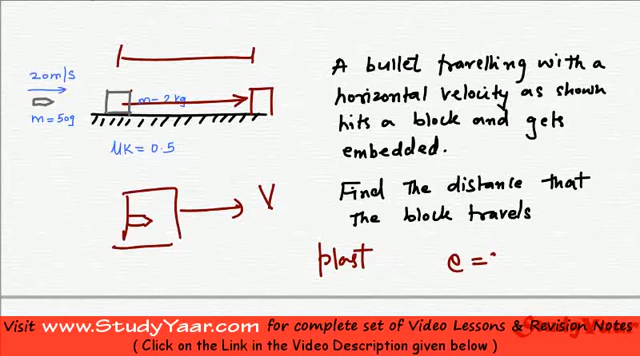 20m/s
m=50g
m-2kg
μK=0.5
V
A bullet travelling with a
horizontal velocity as shown
hits a block and gets
embedded.
Find the distance that
the block travels
plast e=
StudyYaar
Visit www.StudyYaar.com for complete set of Video Lessons & Revision Notes
( Click on the Link in the Video Description given below )